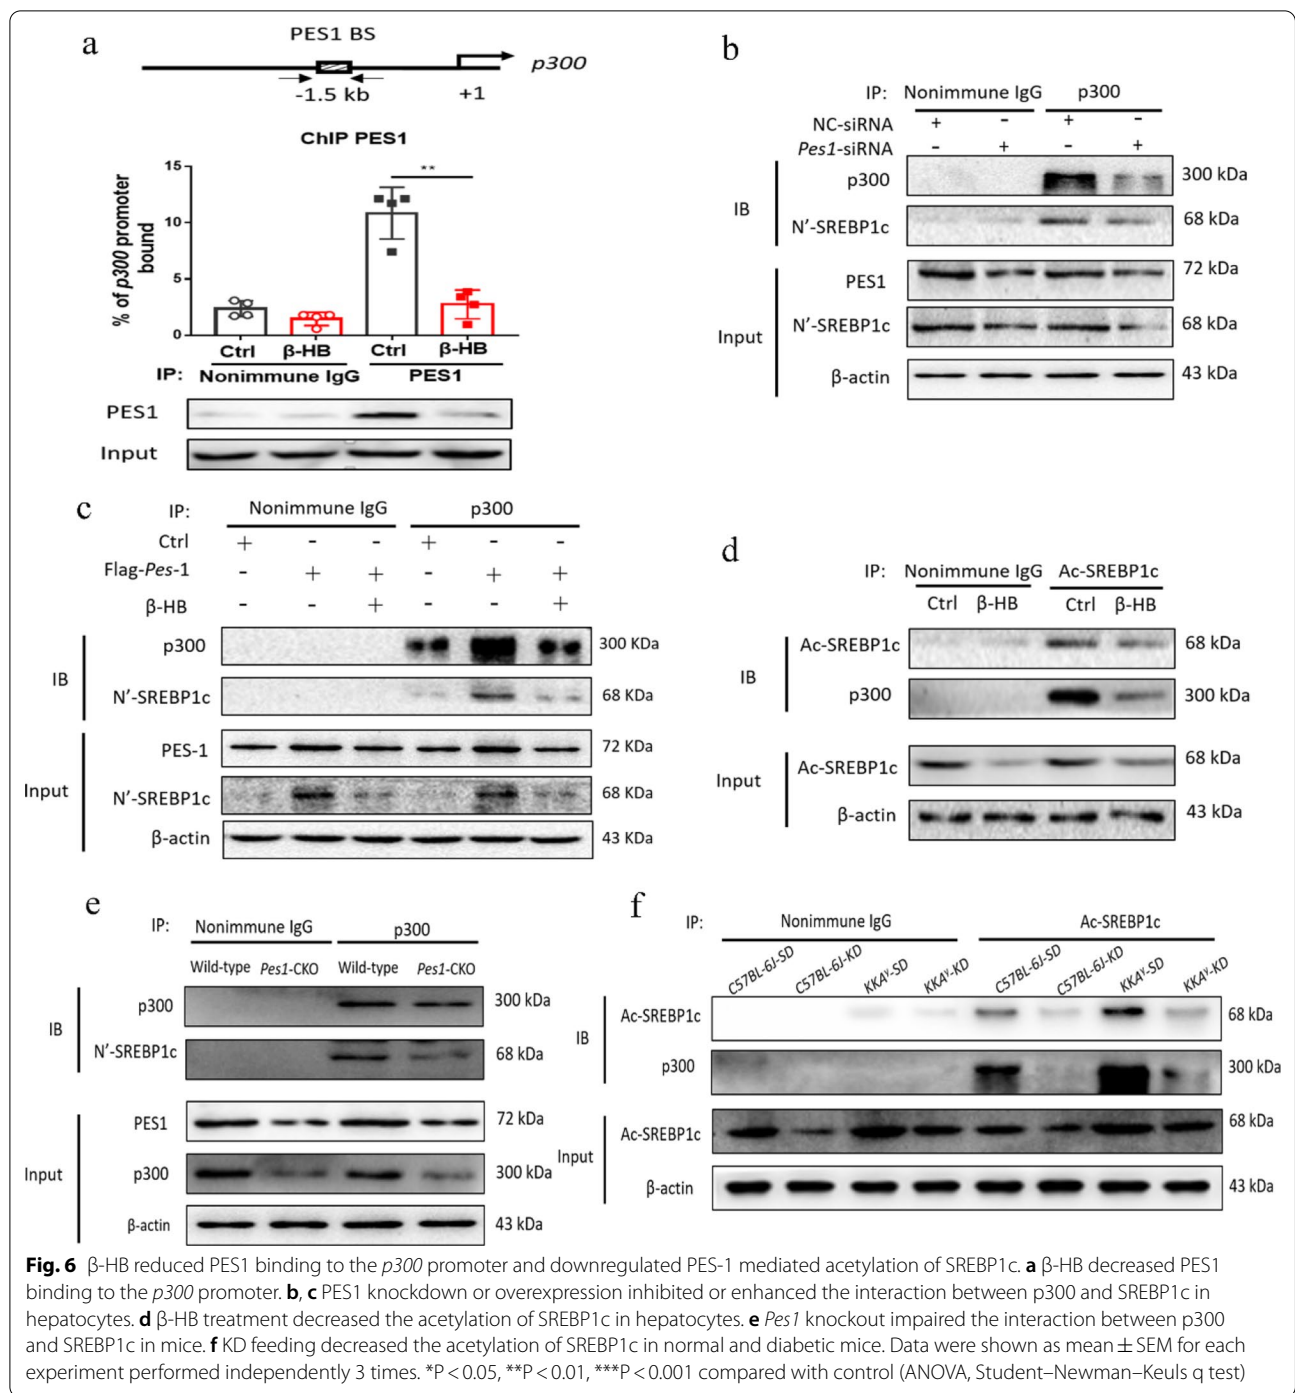 a
PES1 BS
p300
-1.5 kb
+1
ChIP PES1
% of p300 promoter
bound
15
10
5
0
**
Ctrl β-HB Ctrl β-HB
IP: Nonimmune IgG PES1
PES1
Input
b
IP: Nonimmune IgG p300
NC-siRNA + - + -
Pes1-siRNA - + - +
IB
p300 300 kDa
N'-SREBP1c 68 kDa
Input
PES1 72 kDa
N'-SREBP1c 68 kDa
β-actin 43 kDa
c
IP: Nonimmune IgG p300
Ctrl + - - + - -
Flag-Pes-1 - + + - + +
β-HB - - + - - +
IB
p300 300 KDa
N'-SREBP1c 68 KDa
Input
PES-1 72 KDa
N'-SREBP1c 68 KDa
β-actin 43 KDa
d
IP: Nonimmune IgG Ac-SREBP1c
Ctrl β-HB Ctrl β-HB
IB
Ac-SREBP1c 68 kDa
p300 300 kDa
Input
Ac-SREBP1c 68 kDa
β-actin 43 kDa
e
IP: Nonimmune IgG p300
Wild-type Pes1-CKO Wild-type Pes1-CKO
IB
p300 300 kDa
N'-SREBP1c 68 kDa
Input
PES1 72 kDa
p300 300 kDa
β-actin 43 kDa
f
IP: Nonimmune IgG Ac-SREBP1c
C57BL-6J-SD C57BL-6J-KD KKAʸ-SD KKAʸ-KD C57BL-6J-SD C57BL-6J-KD KKAʸ-SD KKAʸ-KD
IB
Ac-SREBP1c 68 kDa
p300 300 kDa
Input
Ac-SREBP1c 68 kDa
β-actin 43 kDa
Fig. 6 β-HB reduced PES1 binding to the p300 promoter and downregulated PES-1 mediated acetylation of SREBP1c. a β-HB decreased PES1
binding to the p300 promoter. b, c PES1 knockdown or overexpression inhibited or enhanced the interaction between p300 and SREBP1c in
hepatocytes. d β-HB treatment decreased the acetylation of SREBP1c in hepatocytes. e Pes1 knockout impaired the interaction between p300
and SREBP1c in mice. f KD feeding decreased the acetylation of SREBP1c in normal and diabetic mice. Data were shown as mean ± SEM for each
experiment performed independently 3 times. *P < 0.05, **P < 0.01, ***P < 0.001 compared with control (ANOVA, Student–Newman–Keuls q test)